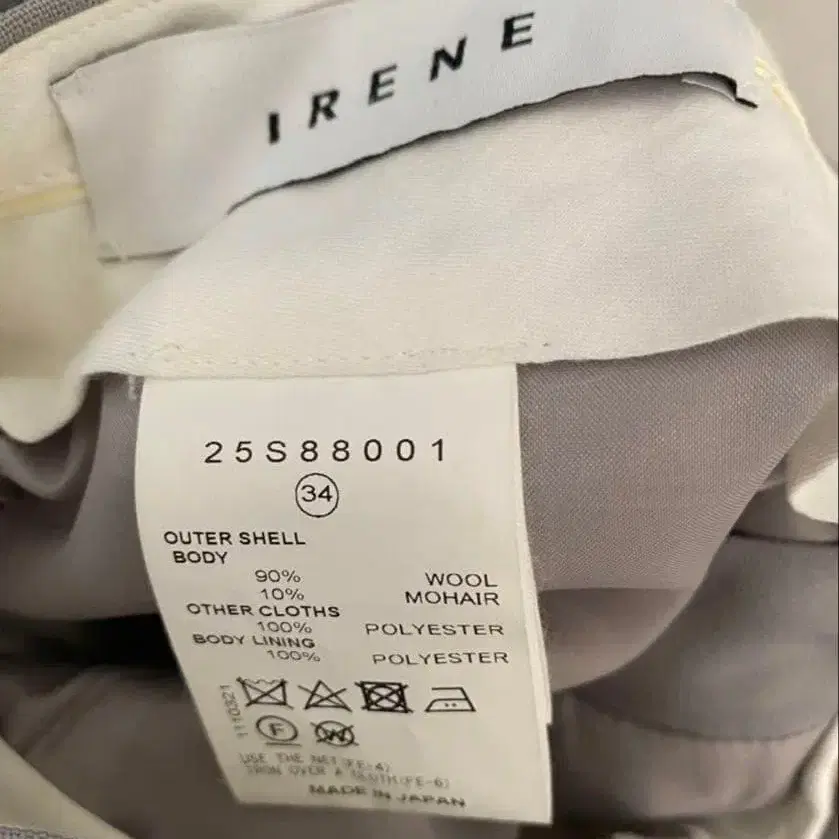 IRENE
25S88001
34
OUTER SHELL
BODY
90% WOOL
10% MOHAIR
OTHER CLOTHS
100% POLYESTER
BODY LINING
100% POLYESTER
1110321
F W
USE THE NET(FE-4)
IRON OVER A CLOTH(FE-6)
MADE IN JAPAN